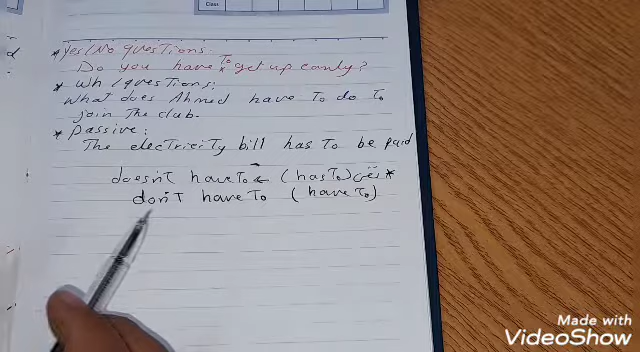 Class
d
* Yes/No questions.
Do you have To get up eanly?
* Wh/questions:
What does Ahmed have To do To
join The club.
* Passive:
The electricity bill has To be paid
doesn't have To ← (has To) نفي *
don't have To (have To)
Made with
VideoShow